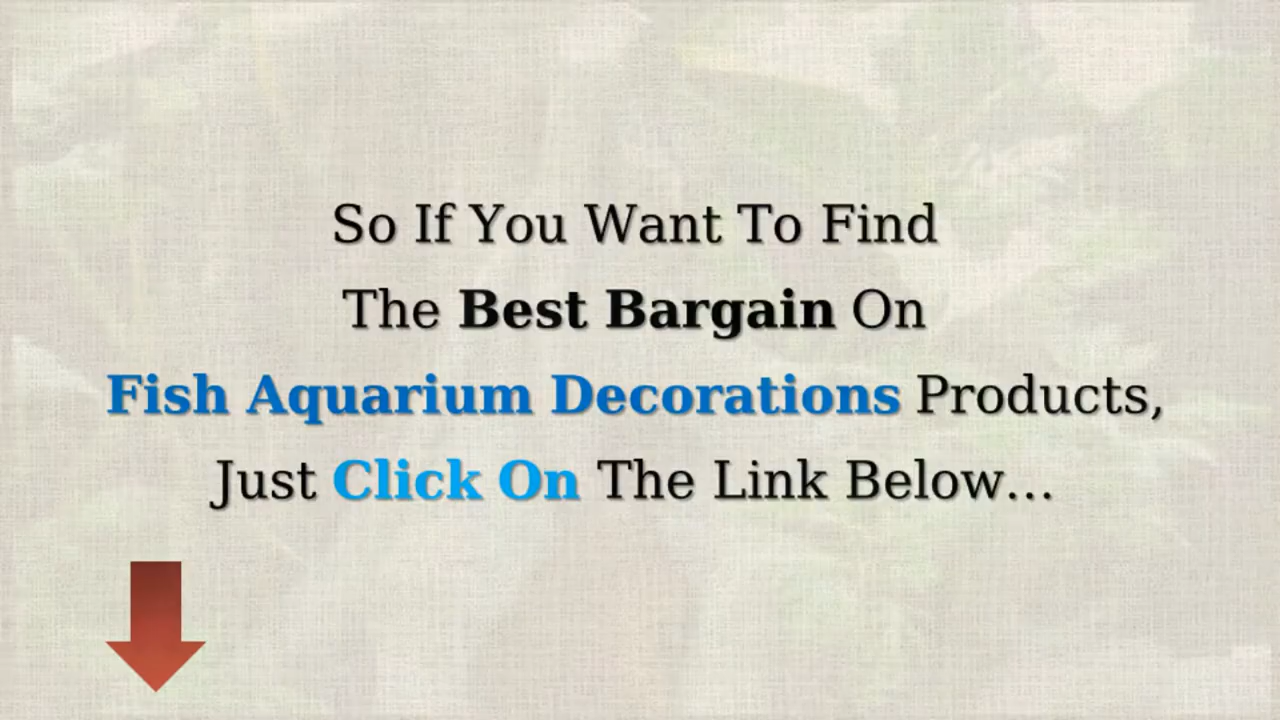 So If You Want To Find
The Best Bargain On
Fish Aquarium Decorations Products,
Just Click On The Link Below...